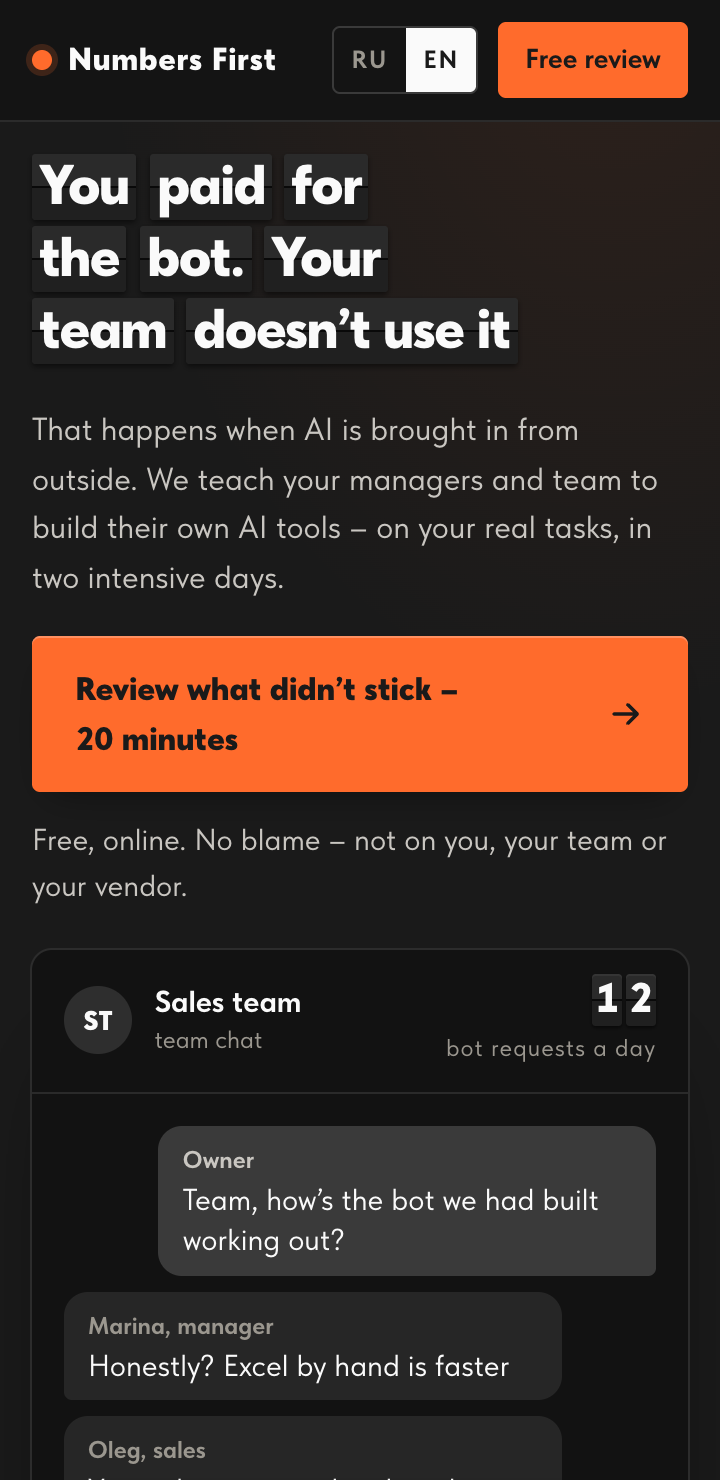 Numbers First
RU
EN
Free review
You paid for
the bot. Your
team doesn’t use it
That happens when AI is brought in from
outside. We teach your managers and team to
build their own AI tools – on your real tasks, in
two intensive days.
Review what didn’t stick –
20 minutes
→
Free, online. No blame – not on you, your team or
your vendor.
ST
Sales team
team chat
12
bot requests a day
Owner
Team, how’s the bot we had built
working out?
Marina, manager
Honestly? Excel by hand is faster
Oleg, sales